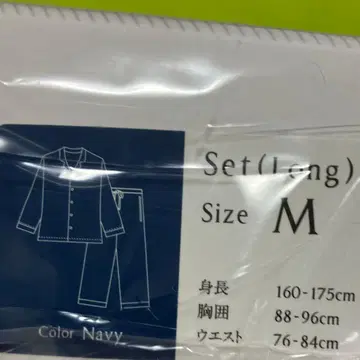 Set(Long)
Size M
身長 160-175cm
胸囲 88-96cm
ウエスト 76-84cm
Color Navy